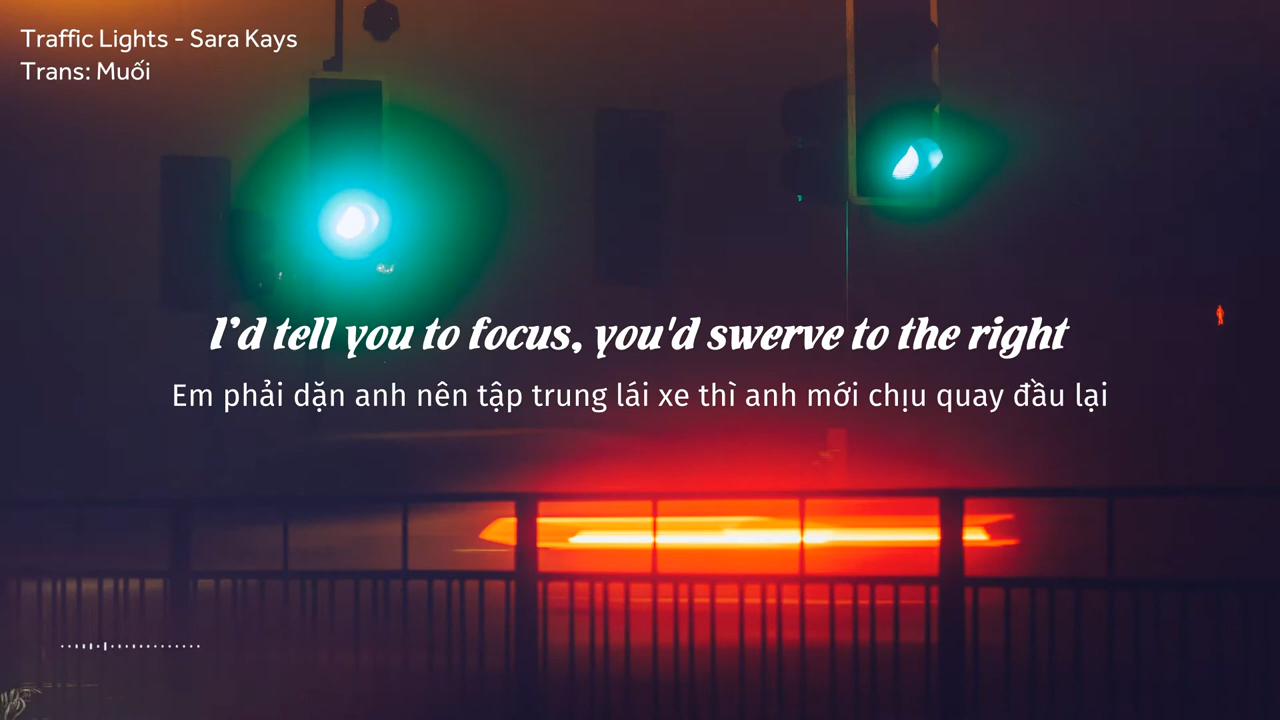 Traffic Lights - Sara Kays
Trans: Muối
I’d tell you to focus, you'd swerve to the right
Em phải dặn anh nên tập trung lái xe thì anh mới chịu quay đầu lại